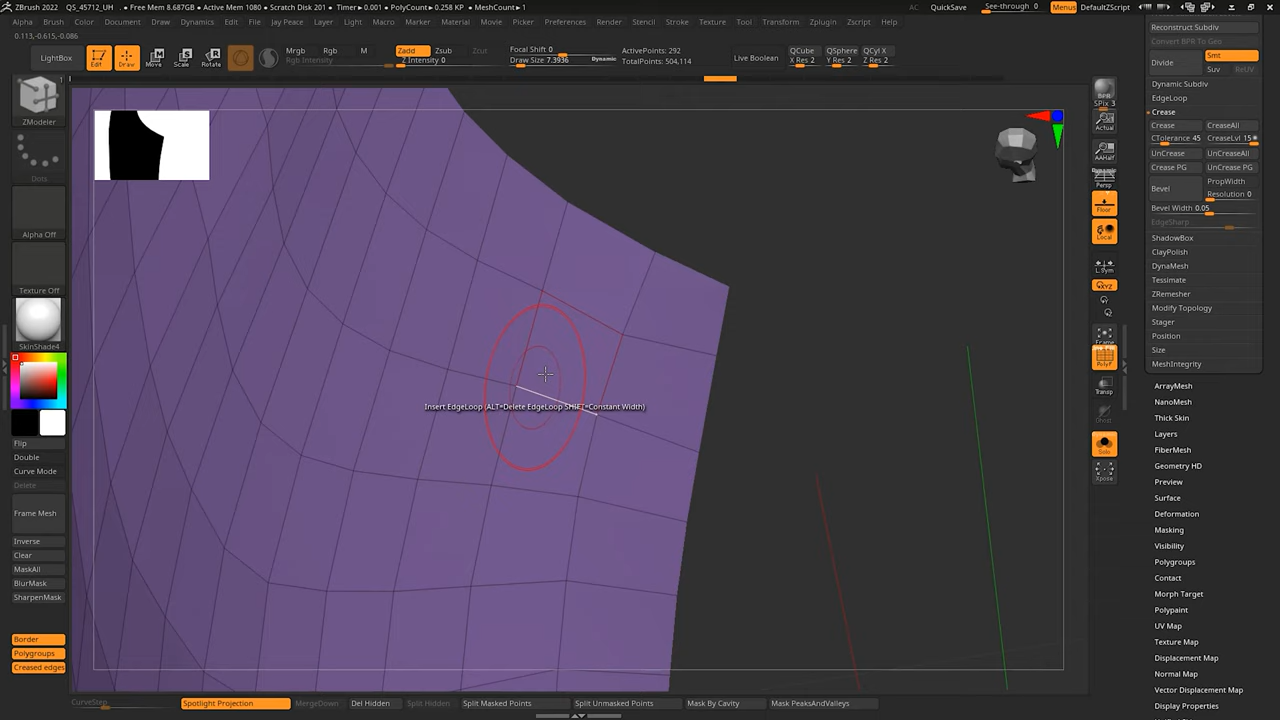 ZBrush 2022 QS_45712_UH • Free Mem 8.687GB • Active Mem 1080 • Scratch Disk 201 • Timer▸0.001 • PolyCount▸0.258 KP • MeshCount▸1
AC QuickSave See-through 0 Menus DefaultZScript
Alpha Brush Color Document Draw Dynamics Edit File Jay Peace Layer Light Macro Marker Material Movie Picker Preferences Render Stencil Stroke Texture Tool Transform Zplugin Zscript Help
0.113,-0.615,-0.086
LightBox Edit Draw Move Scale Rotate
Mrgb Rgb M
Rgb Intensity
Zadd Zsub Zcut
Z Intensity 0
Focal Shift 0
Draw Size 7.3936 Dynamic
ActivePoints: 292
TotalPoints: 504,114
Live Boolean
QCube QSphere QCyl X
X Res 2 Y Res 2 Z Res 2
1
ZModeler
Dots
Alpha Off
Texture Off
SkinShade4
Flip
Double
Curve Mode
Delete
Frame Mesh
Inverse
Clear
MaskAll
BlurMask
SharpenMask
Border
Polygroups
Creased edges
Insert EdgeLoop (ALT=Delete EdgeLoop SHIFT=Constant Width)
BPR
SPix 3
Actual
AAHalf
Dynamic
Persp
Floor
Local
L.Sym
XYZ
Frame
PolyF
Transp
Ghost
Solo
Xpose
Reconstruct Subdiv
Convert BPR To Geo
Divide Smt
Suv ReUV
Dynamic Subdiv
EdgeLoop
Crease
Crease CreaseAll
CTolerance 45 CreaseLvl 15
UnCrease UnCreaseAll
Crease PG UnCrease PG
Bevel PropWidth
Resolution 0
Bevel Width 0.05
EdgeSharp
ShadowBox
ClayPolish
DynaMesh
Tessimate
ZRemesher
Modify Topology
Stager
Position
Size
MeshIntegrity
ArrayMesh
NanoMesh
Thick Skin
Layers
FiberMesh
Geometry HD
Preview
Surface
Deformation
Masking
Visibility
Polygroups
Contact
Morph Target
Polypaint
UV Map
Texture Map
Displacement Map
Normal Map
Vector Displacement Map
Display Properties
CurveStep Spotlight Projection MergeDown Del Hidden Split Hidden Split Masked Points Split Unmasked Points Mask By Cavity Mask PeaksAndValleys